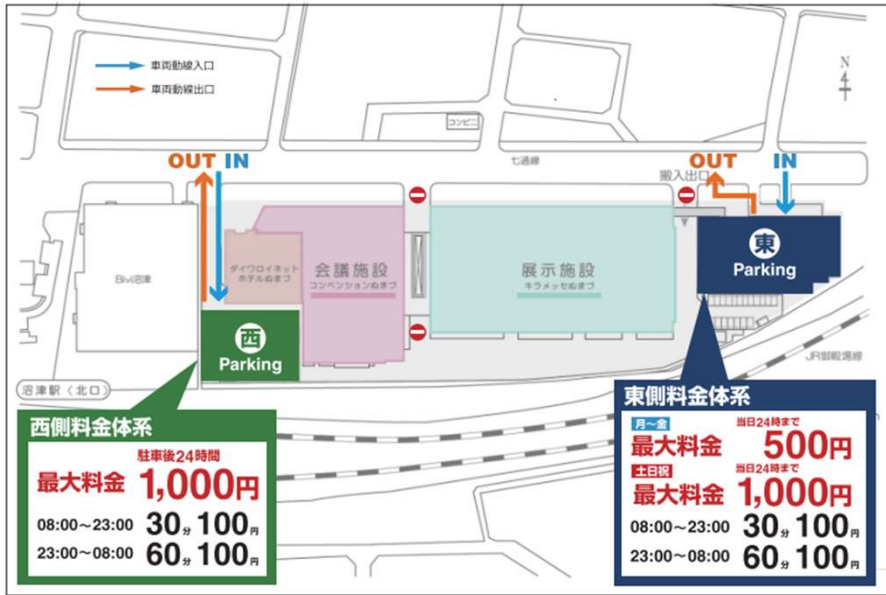 車両動線入口
車両動線出口
N
コンビニ
七通線
OUT IN
搬入出口
OUT IN
BiVi沼津
ダイワロイネット
ホテルぬまづ
会議施設
コンベンションぬまづ
展示施設
キラメッセぬまづ
東
Parking
西
Parking
JR御殿場線
沼津駅〈北口〉
西側料金体系
駐車後24時間
最大料金 1,000円
08:00〜23:00 30分100円
23:00〜08:00 60分100円
東側料金体系
月〜金 当日24時まで
最大料金 500円
土日祝 当日24時まで
最大料金 1,000円
08:00〜23:00 30分100円
23:00〜08:00 60分100円